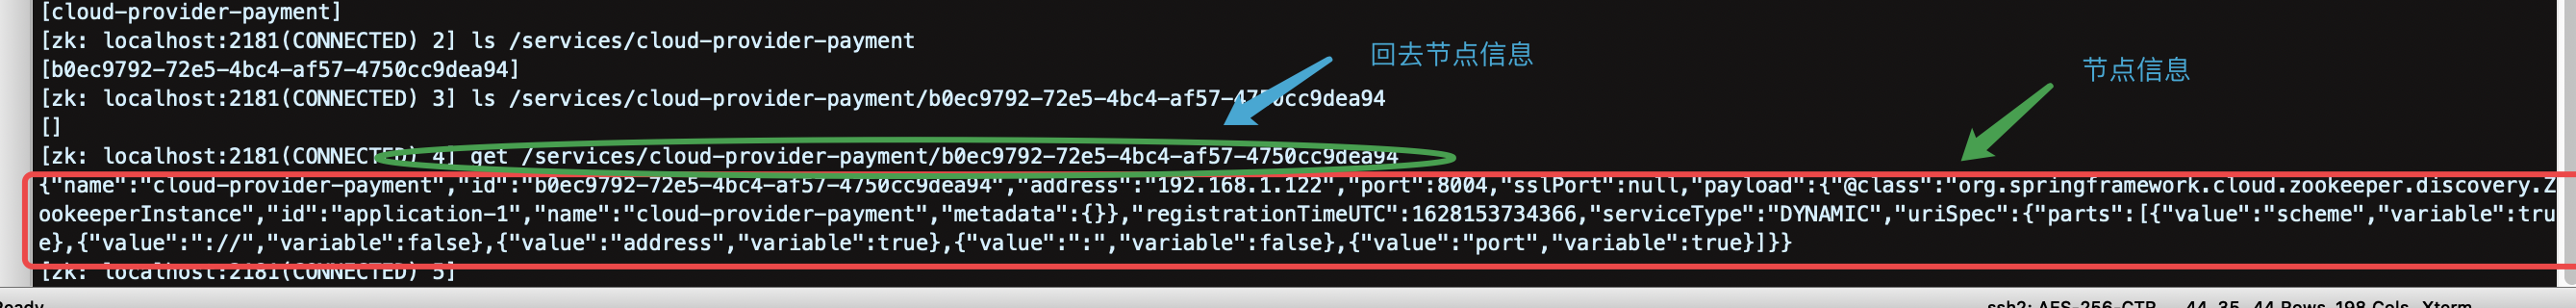 [cloud-provider-payment]
[zk: localhost:2181(CONNECTED) 2] ls /services/cloud-provider-payment
回去节点信息
节点信息
[b0ec9792-72e5-4bc4-af57-4750cc9dea94]
[zk: localhost:2181(CONNECTED) 3] ls /services/cloud-provider-payment/b0ec9792-72e5-4bc4-af57-4750cc9dea94
[]
[zk: localhost:2181(CONNECTED) 4] get /services/cloud-provider-payment/b0ec9792-72e5-4bc4-af57-4750cc9dea94
{"name":"cloud-provider-payment","id":"b0ec9792-72e5-4bc4-af57-4750cc9dea94","address":"192.168.1.122","port":8004,"sslPort":null,"payload":{"@class":"org.springframework.cloud.zookeeper.discovery.Z
ookeeperInstance","id":"application-1","name":"cloud-provider-payment","metadata":{}},"registrationTimeUTC":1628153734366,"serviceType":"DYNAMIC","uriSpec":{"parts":[{"value":"scheme","variable":tru
e},{"value":"://","variable":false},{"value":"address","variable":true},{"value":":","variable":false},{"value":"port","variable":true}]}}
[zk: localhost:2181(CONNECTED) 5]
Ready ssh2: AES-256-CTR 44, 35 44 Rows, 198 Cols Xterm